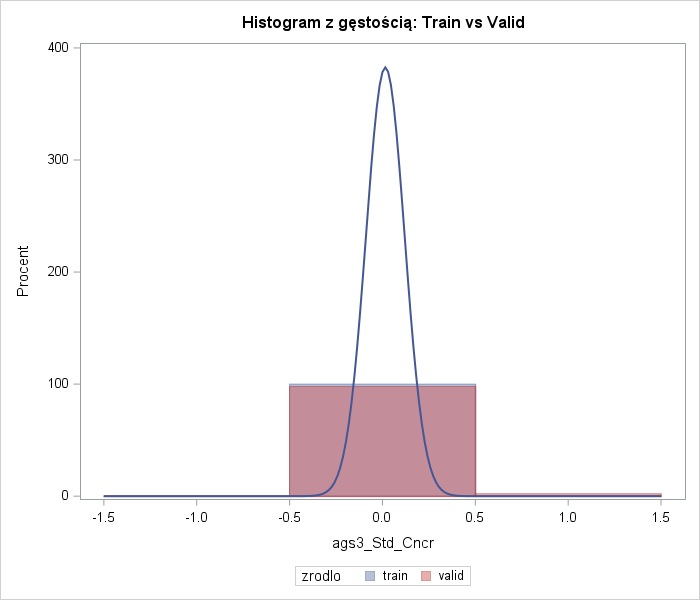 Histogram z gęstością: Train vs Valid
400
300
200
100
0
Procent
-1.5 -1.0 -0.5 0.0 0.5 1.0 1.5
ags3_Std_Cncr
zrodlo train valid